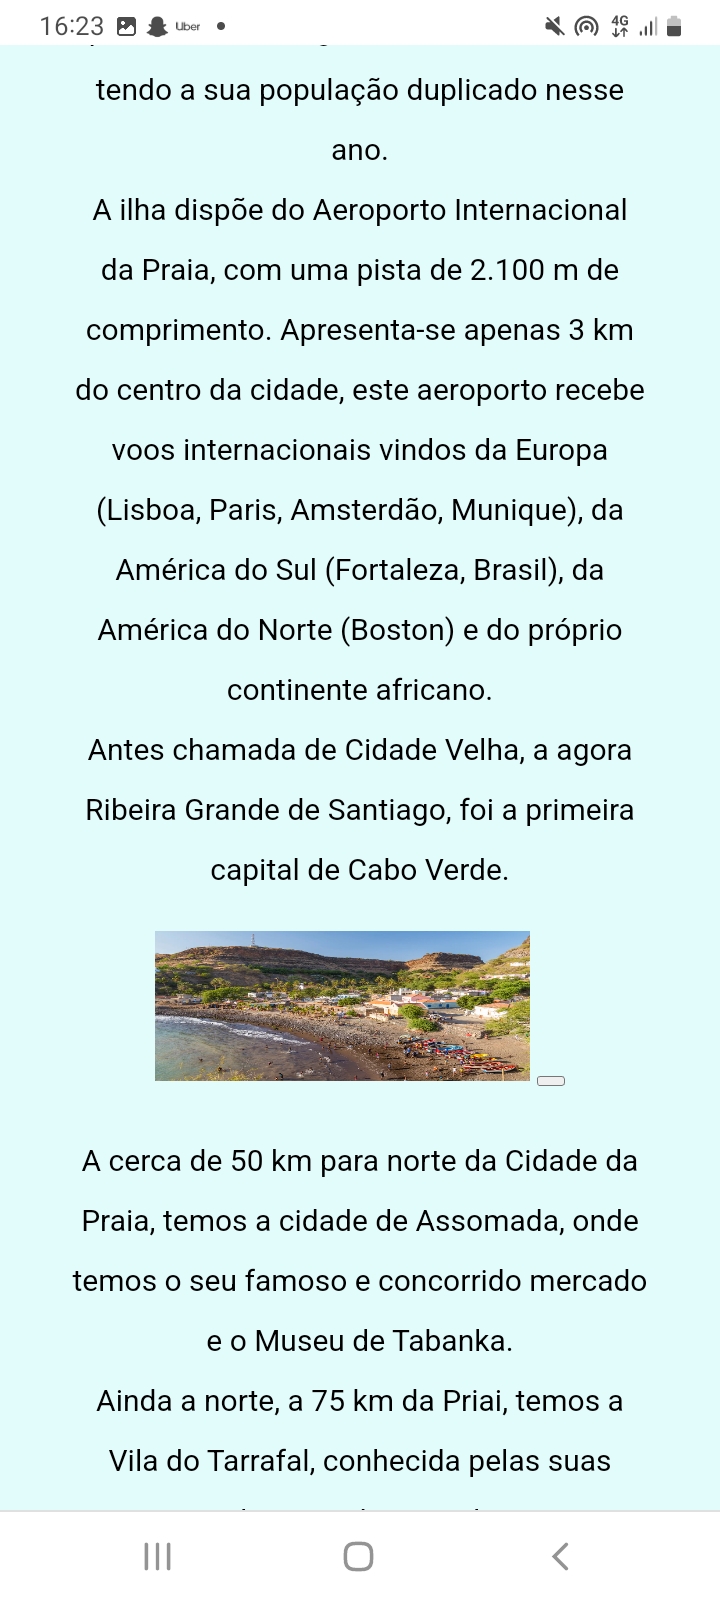 16:23 Uber 4G
tendo a sua população duplicado nesse
ano.
A ilha dispõe do Aeroporto Internacional
da Praia, com uma pista de 2.100 m de
comprimento. Apresenta-se apenas 3 km
do centro da cidade, este aeroporto recebe
voos internacionais vindos da Europa
(Lisboa, Paris, Amsterdão, Munique), da
América do Sul (Fortaleza, Brasil), da
América do Norte (Boston) e do próprio
continente africano.
Antes chamada de Cidade Velha, a agora
Ribeira Grande de Santiago, foi a primeira
capital de Cabo Verde.
A cerca de 50 km para norte da Cidade da
Praia, temos a cidade de Assomada, onde
temos o seu famoso e concorrido mercado
e o Museu de Tabanka.
Ainda a norte, a 75 km da Priai, temos a
Vila do Tarrafal, conhecida pelas suas